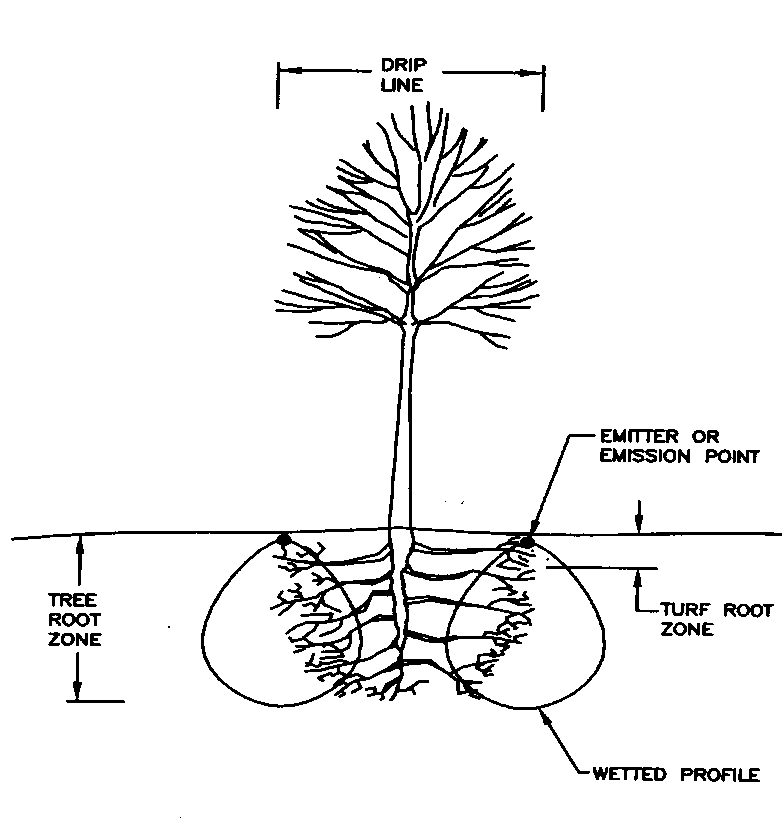 DRIP
LINE
EMITTER OR
EMISSION POINT
TREE
ROOT
ZONE
TURF ROOT
ZONE
WETTED PROFILE